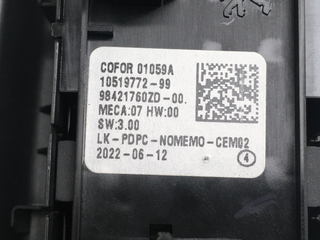 COFOR 01059A
10519772-99
98421760ZD-00.
MECA:07 HW:00
SW:3.00
LK-PDPC-NOMEMO-CEM02
2022-06-12
4